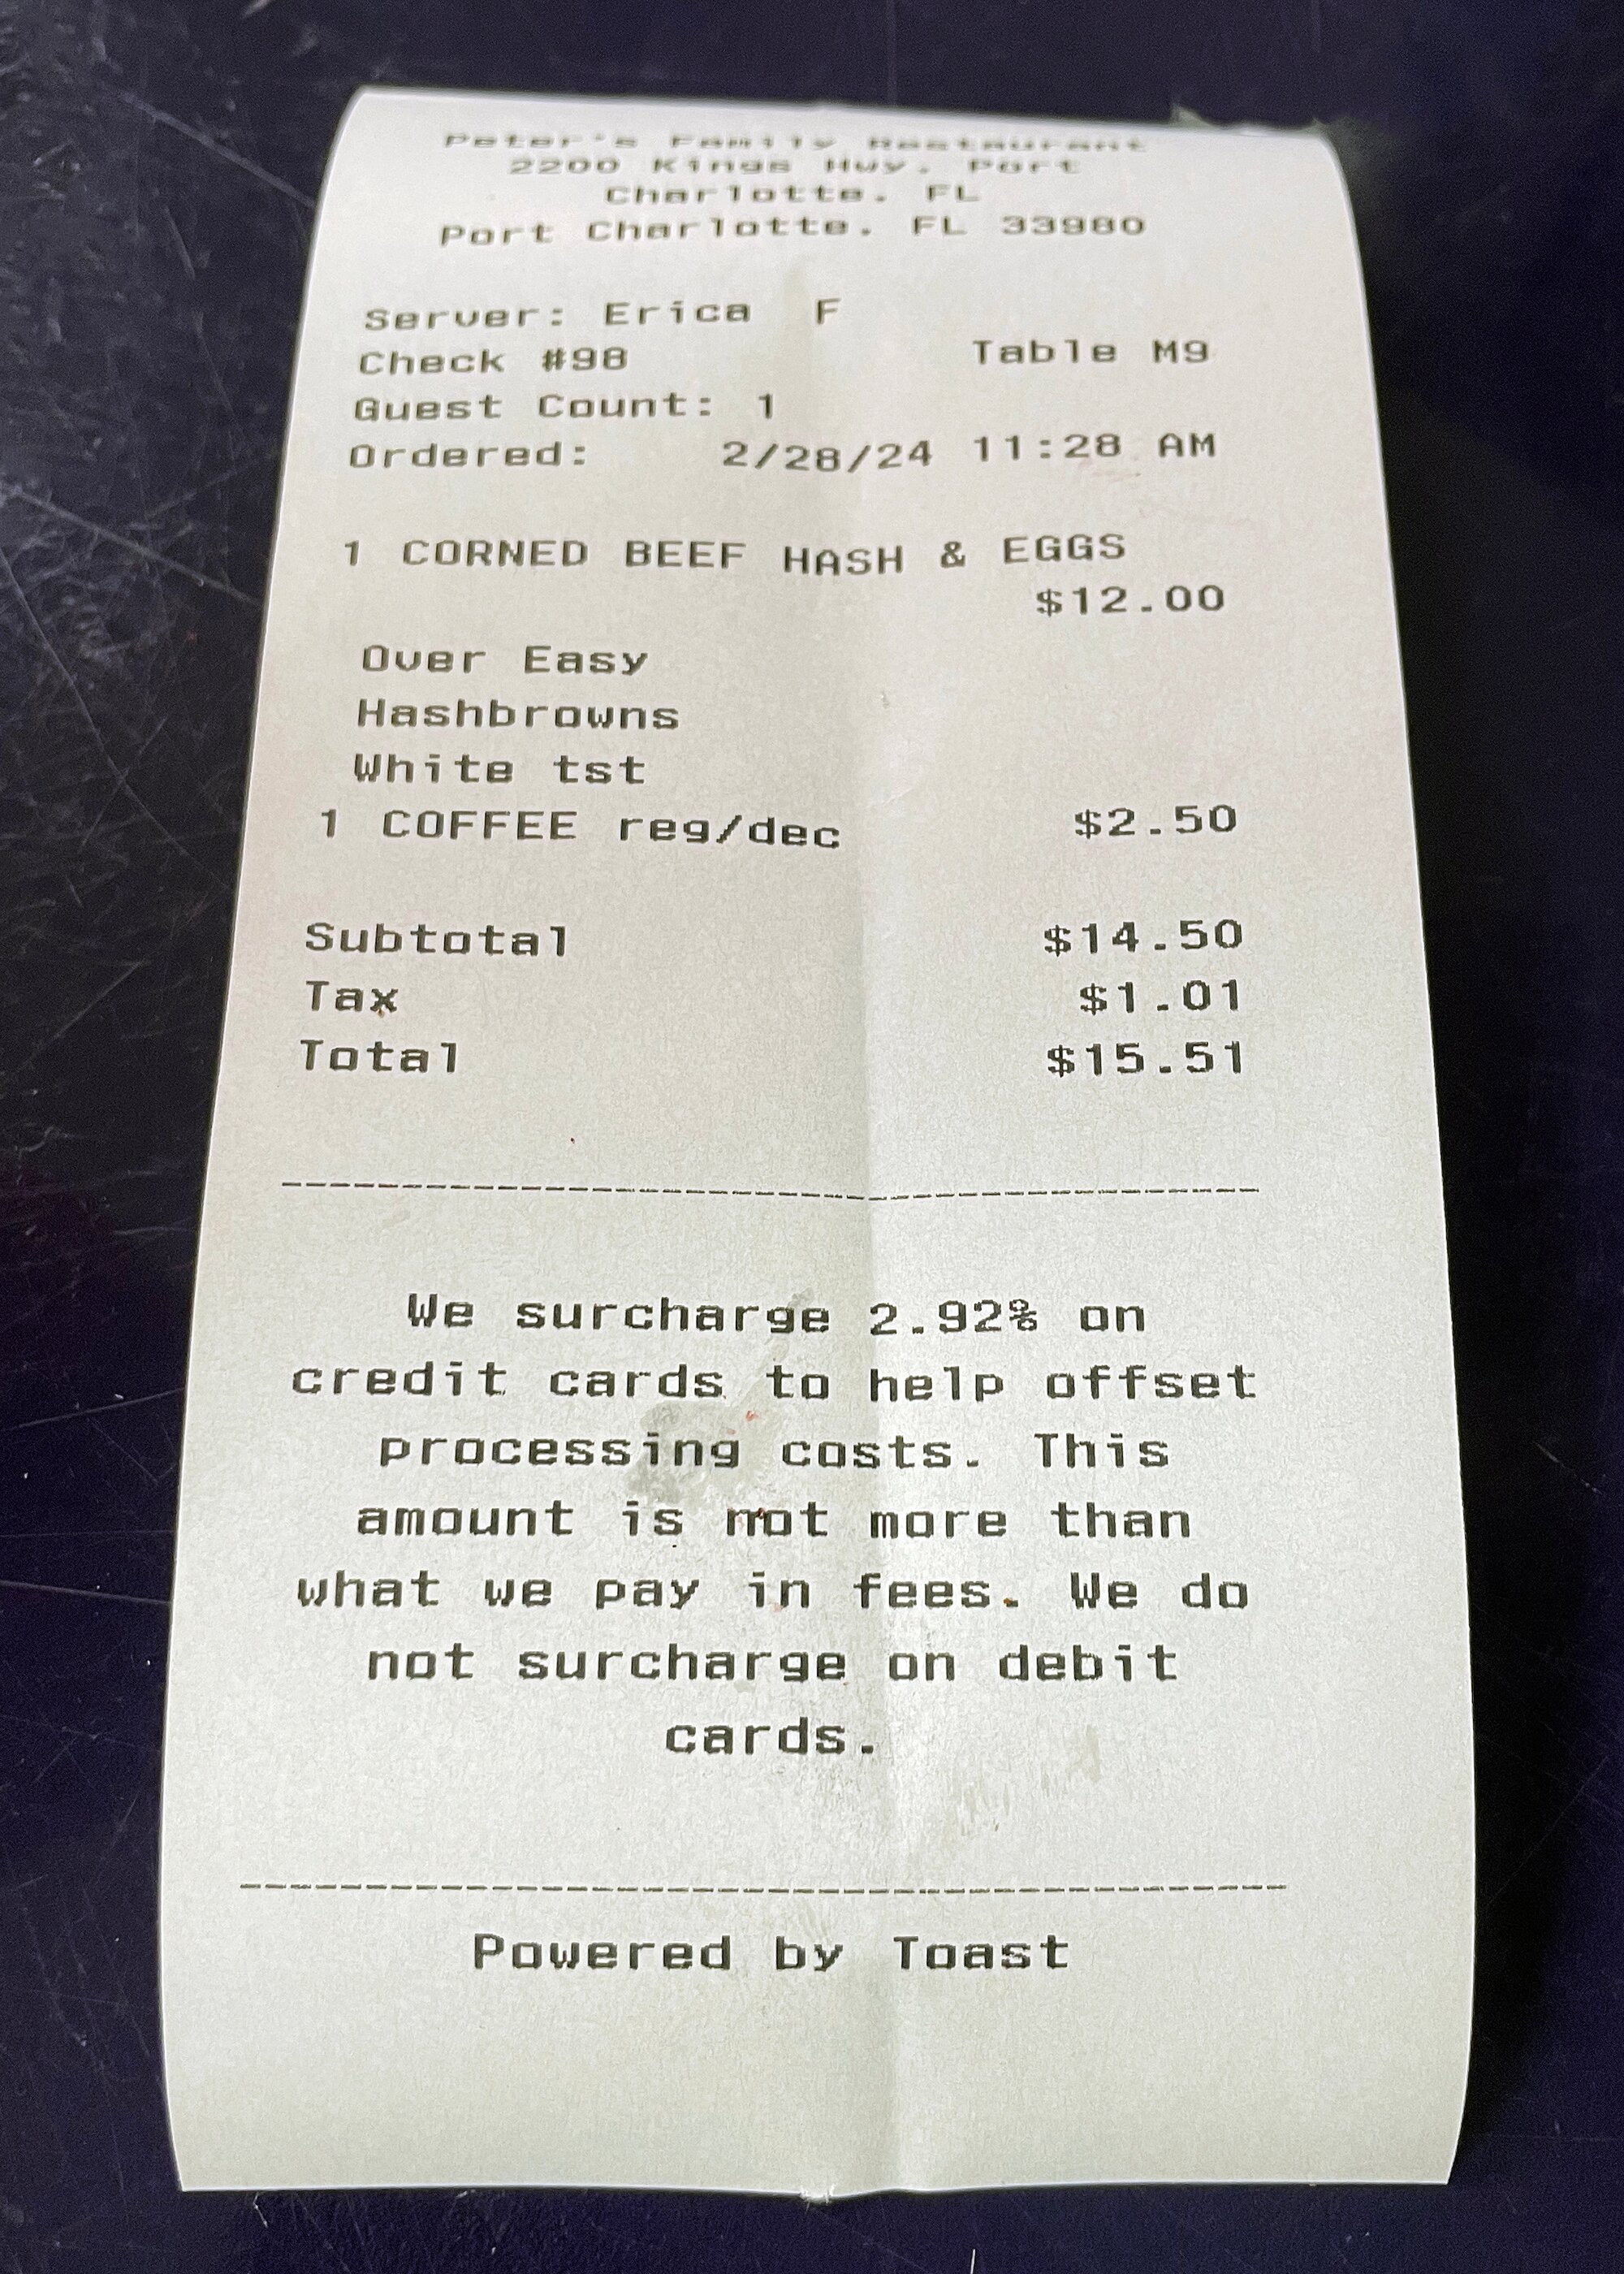 Peter's Family Restaurant
2200 Kings Hwy. Port
Charlotte. FL
Port Charlotte. FL 33980
Server: Erica F
Check #98 Table M9
Guest Count: 1
Ordered: 2/28/24 11:28 AM
1 CORNED BEEF HASH & EGGS
$12.00
Over Easy
Hashbrowns
White tst
1 COFFEE reg/dec $2.50
Subtotal $14.50
Tax $1.01
Total $15.51
We surcharge 2.92% on
credit cards to help offset
processing costs. This
amount is not more than
what we pay in fees. We do
not surcharge on debit
cards.
Powered by Toast